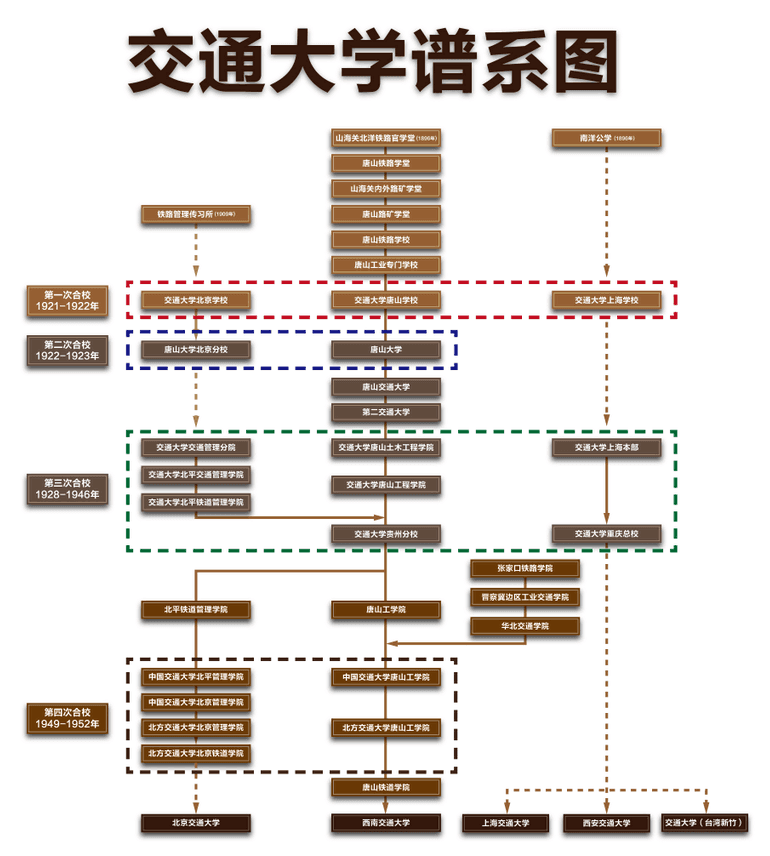 交通大学谱系图
山海关北洋铁路官学堂(1896年)
南洋公学(1896年)
唐山铁路学堂
山海关内外路矿学堂
铁路管理传习所(1909年)
唐山路矿学堂
唐山铁路学校
唐山工业专门学校
第一次合校
1921-1922年
交通大学北京学校
交通大学唐山学校
交通大学上海学校
第二次合校
1922-1923年
唐山大学北京分校
唐山大学
唐山交通大学
第二交通大学
交通大学交通管理分院
交通大学唐山土木工程学院
交通大学上海本部
交通大学北平交通管理学院
第三次合校
1928-1946年
交通大学唐山工程学院
交通大学北平铁道管理学院
交通大学贵州分校
交通大学重庆总校
张家口铁路学院
晋察冀边区工业交通学院
北平铁道管理学院
唐山工学院
华北交通学院
中国交通大学北平管理学院
中国交通大学唐山工学院
中国交通大学北京管理学院
第四次合校
1949-1952年
北方交通大学北京管理学院
北方交通大学唐山工学院
北方交通大学北京铁道学院
唐山铁道学院
北京交通大学
西南交通大学
上海交通大学
西安交通大学
交通大学（台湾新竹）